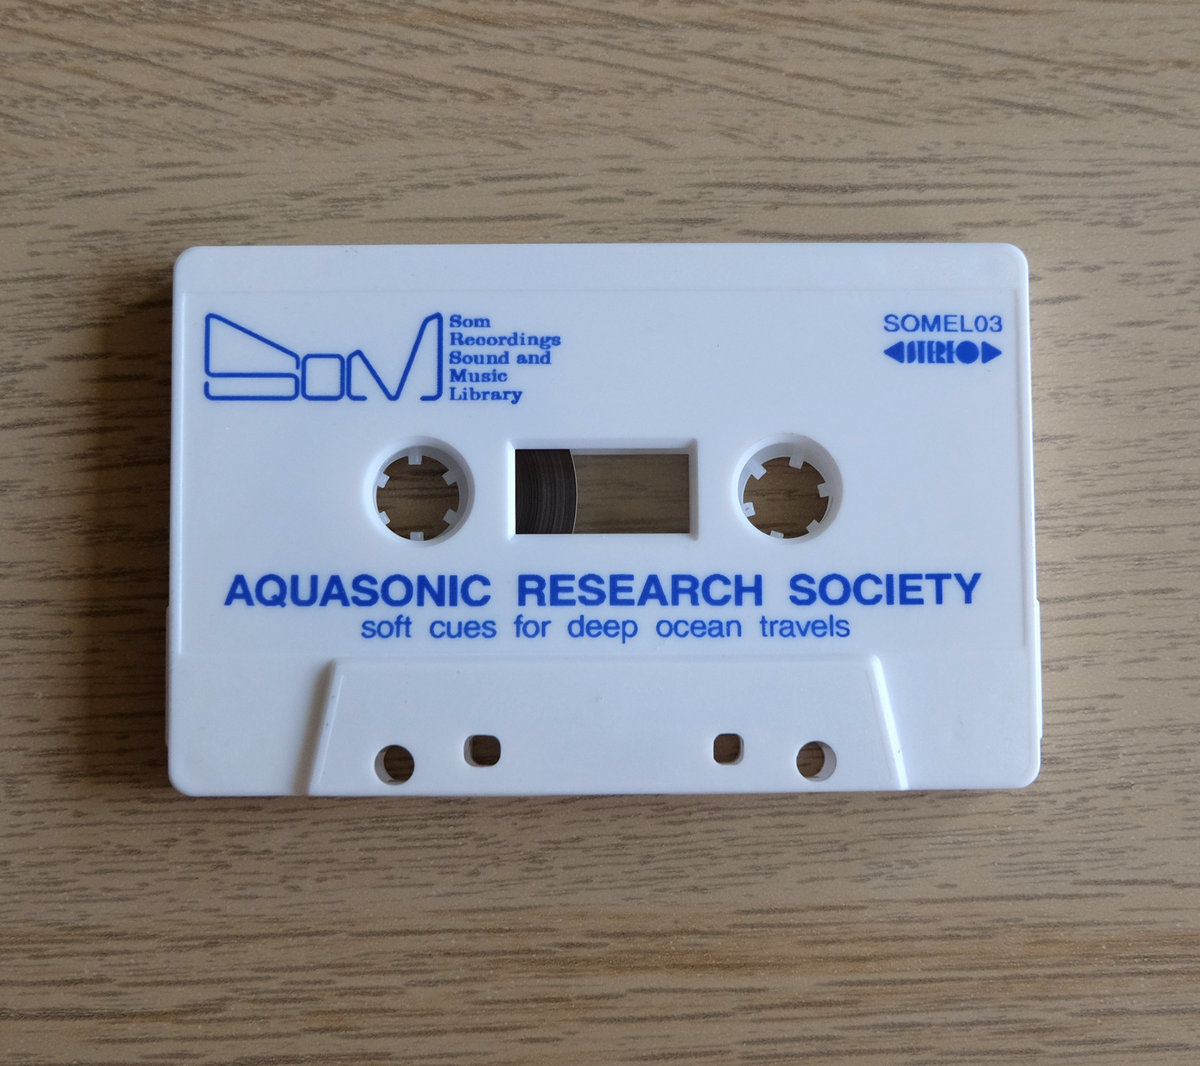 SOM
Som
Recordings
Sound and
Music
Library
SOMEL03
STEREO
AQUASONIC RESEARCH SOCIETY
soft cues for deep ocean travels